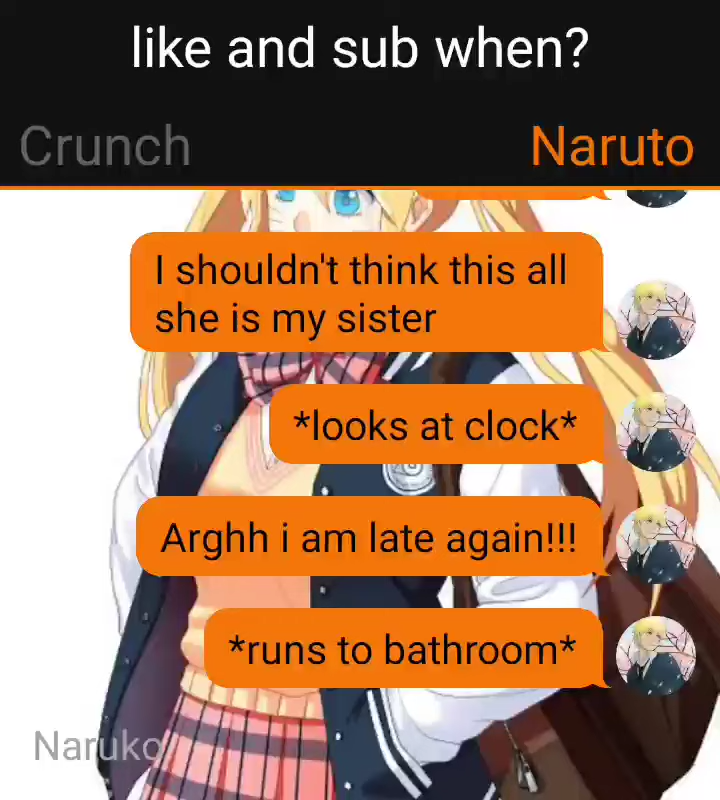 like and sub when?
Crunch
Naruto
I shouldn't think this all
she is my sister
*looks at clock*
Arghh i am late again!!!
*runs to bathroom*
Naruko